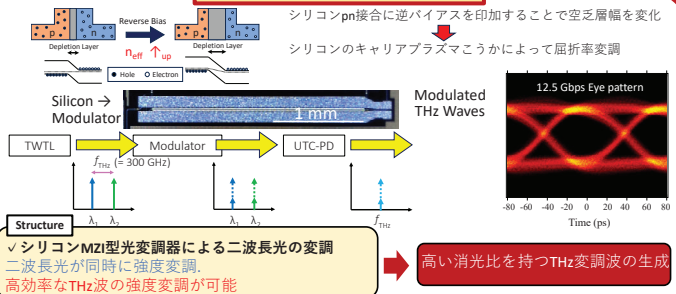 Reverse Bias
p
n
p
n
Depletion Layer
n eff ↑ up
Depletion Layer
● Hole ○ Electron
シリコンpn接合に逆バイアスを印加することで空乏層幅を変化
シリコンのキャリアプラズマこうかによって屈折率変調
Silicon →
Modulator
1 mm
Modulated
THz Waves
12.5 Gbps Eye pattern
-80 -60 -40 -20 0 20 40 60 80
Time (ps)
TWTL
Modulator
UTC-PD
fTHz (= 300 GHz)
λ1 λ2
λ1 λ2
fTHz
Structure
✓シリコンMZI型光変調器による二波長光の変調
二波長光が同時に強度変調.
高効率なTHz波の強度変調が可能
高い消光比を持つTHz変調波の生成